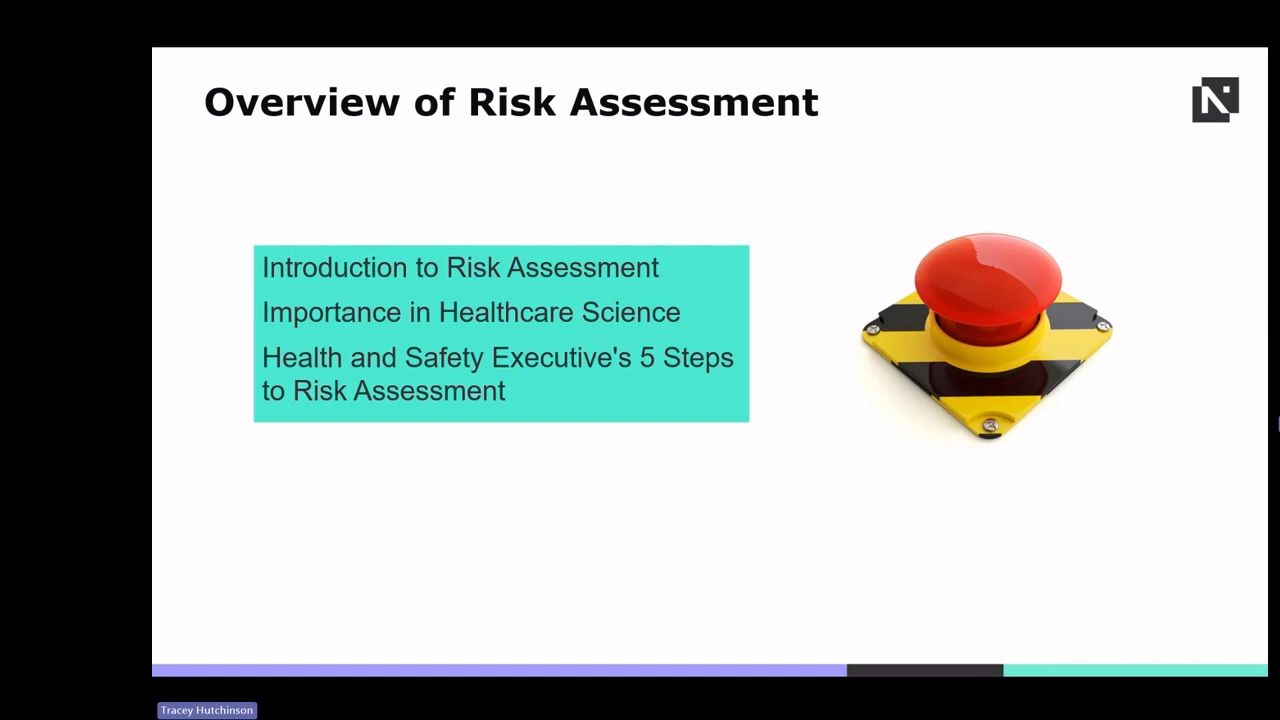 Overview of Risk Assessment
Introduction to Risk Assessment
Importance in Healthcare Science
Health and Safety Executive's 5 Steps
to Risk Assessment
Tracey Hutchinson